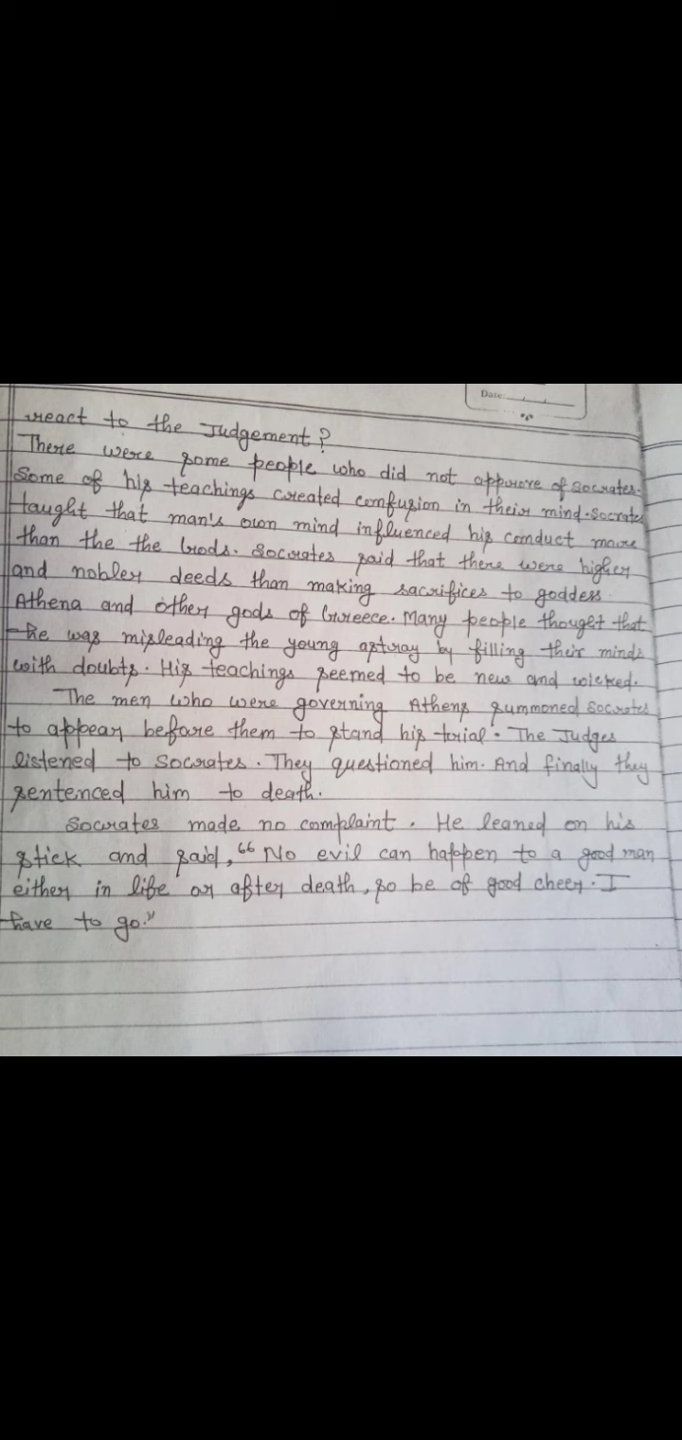 Date:
react to the Judgement?
There were some people who did not approve of Socrates.
Some of his teachings created confusion in their mind. Socrates
taught that man's own mind influenced his conduct more
than the the Gods. Socrates said that there were higher
and nobler deeds than making sacrifices to goddess
Athena and other gods of Greece. Many people thought that
he was misleading the young astray by filling their minds
with doubts. His teachings seemed to be new and wicked.
The men who were governing Athens summoned Socrates
to appear before them to stand his trial. The Judges
listened to Socrates. They questioned him. And finally they
sentenced him to death.
Socrates made no complaint. He leaned on his
stick and said, "No evil can happen to a good man
either in life or after death, so be of good cheer. I
have to go."